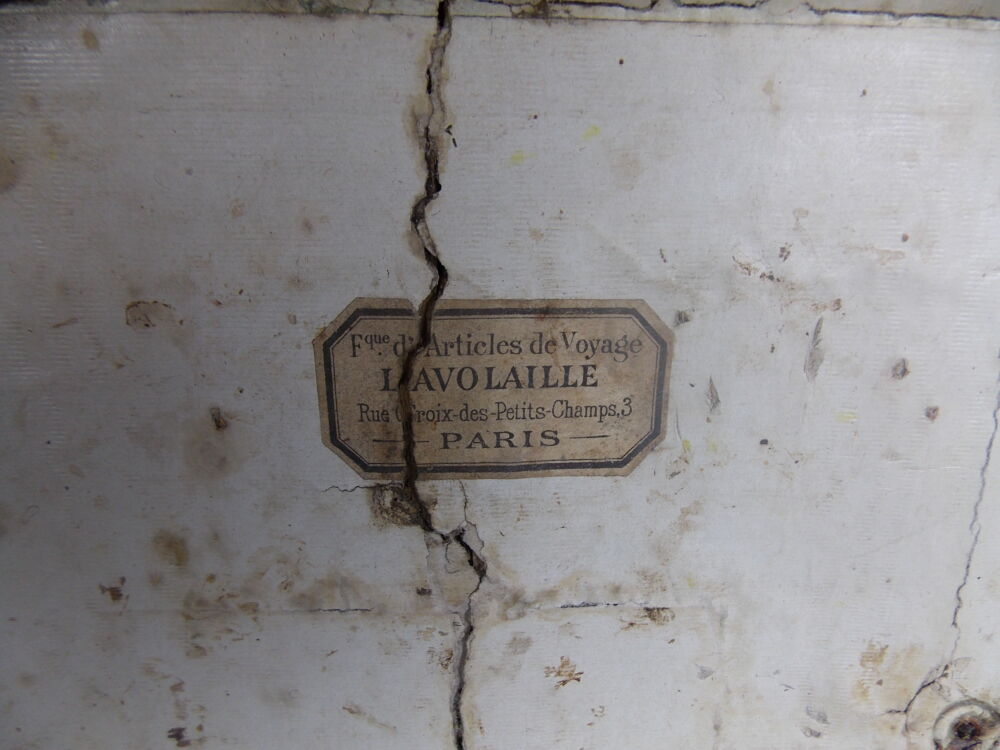 Fque d'Articles de Voyage
LAVOLAILLE
Rue Croix-des-Petits-Champs,3
PARIS